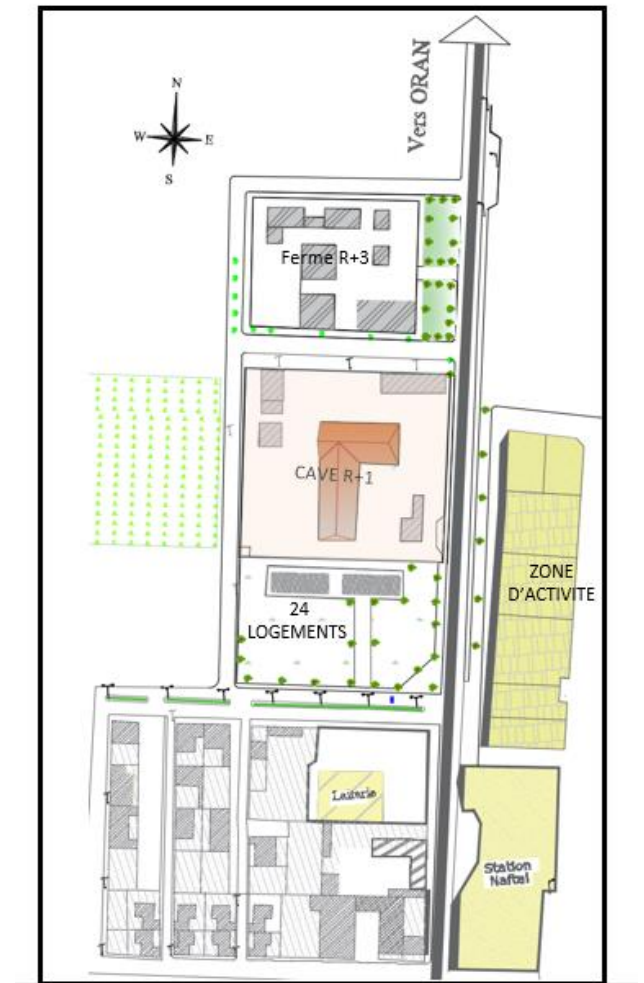 Vers ORAN
N
W
E
S
Ferme R+3
CAVE R+1
ZONE
D'ACTIVITE
24
LOGEMENTS
Laiterie
Station
Naftal